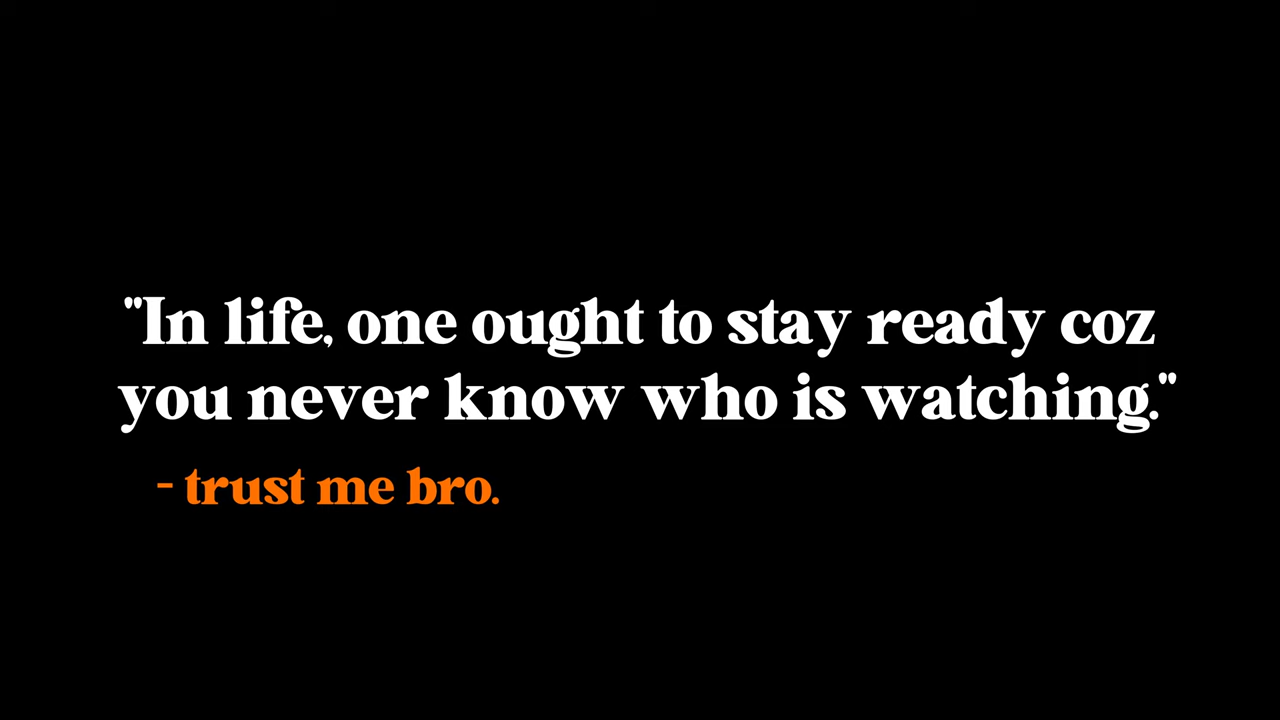 "In life, one ought to stay ready coz
you never know who is watching."
- trust me bro.